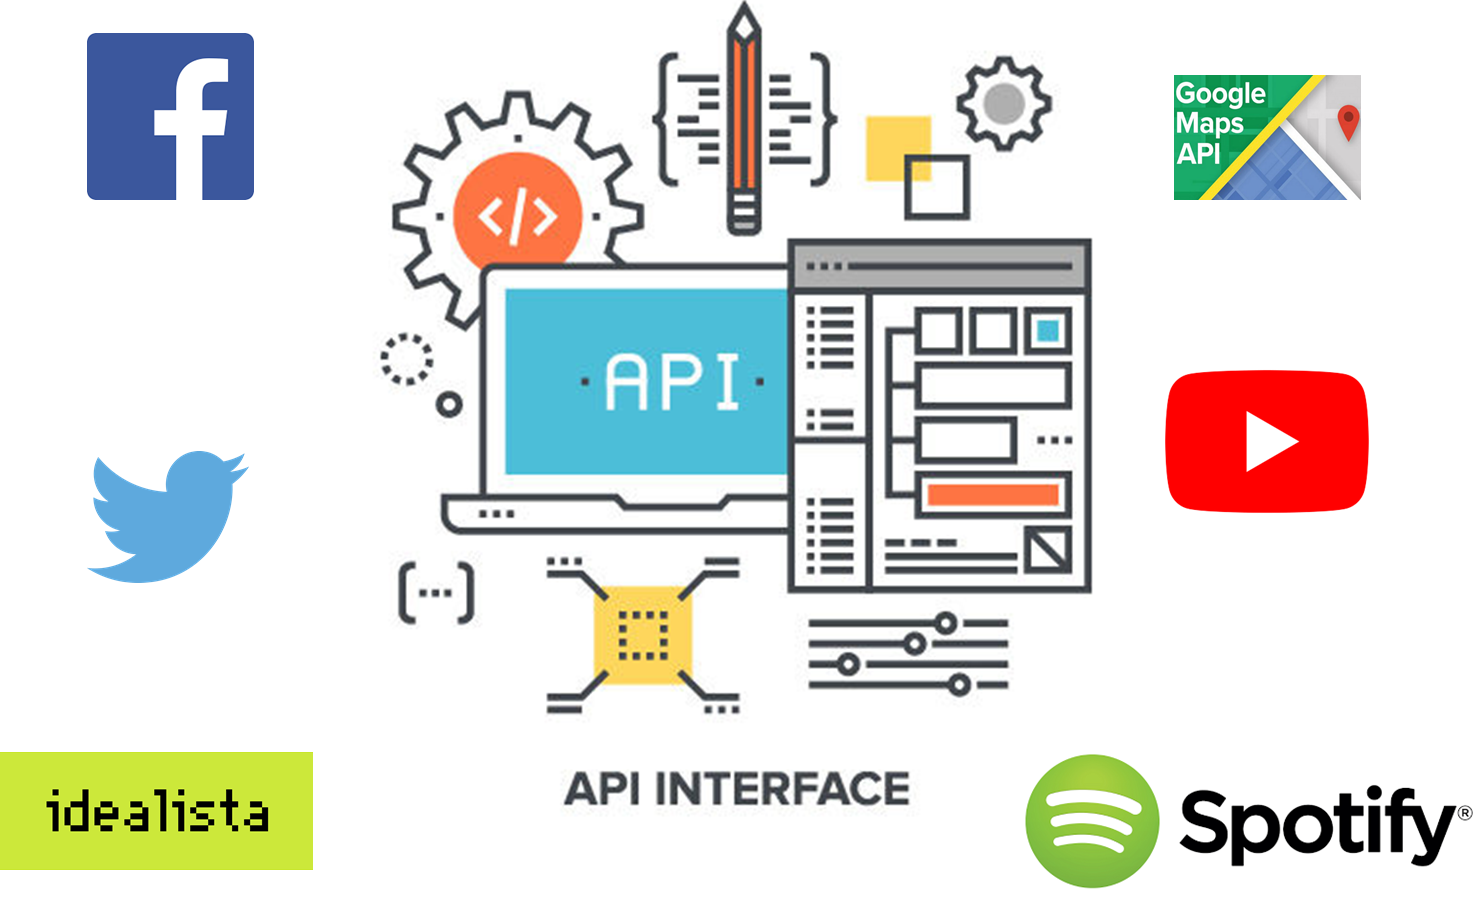 Google
Maps
API
</>
API
idealista
API INTERFACE
Spotify®